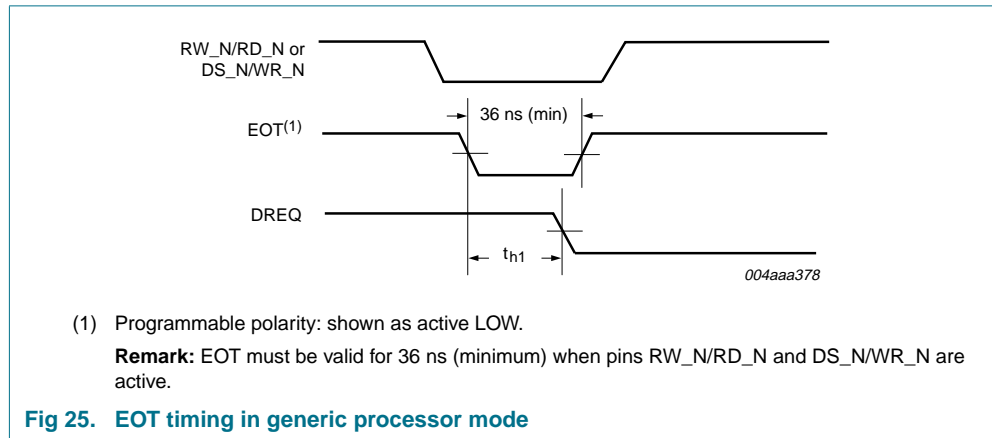 RW_N/RD_N or
DS_N/WR_N
36 ns (min)
EOT(1)
DREQ
th1
004aaa378
(1) Programmable polarity: shown as active LOW.
Remark: EOT must be valid for 36 ns (minimum) when pins RW_N/RD_N and DS_N/WR_N are
active.
Fig 25. EOT timing in generic processor mode